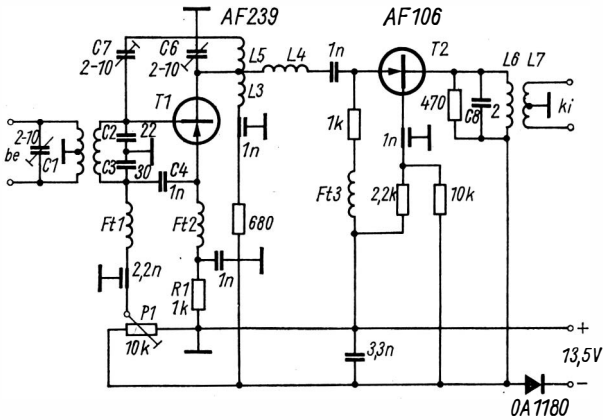 AF239 AF106
C7 2-10
C6 2-10
L5 L4 1n T2
L3
L6 L7
T1
1n
1k
470
C8 2
ki
2-10
be
C1
C2 22
C3 30
C4 1n
1n
2,2k
10k
Ft1
Ft2
Ft3
680
2,2n
1n
R1 1k
P1
10k
3,3n
+
13,5V
−
OA1180